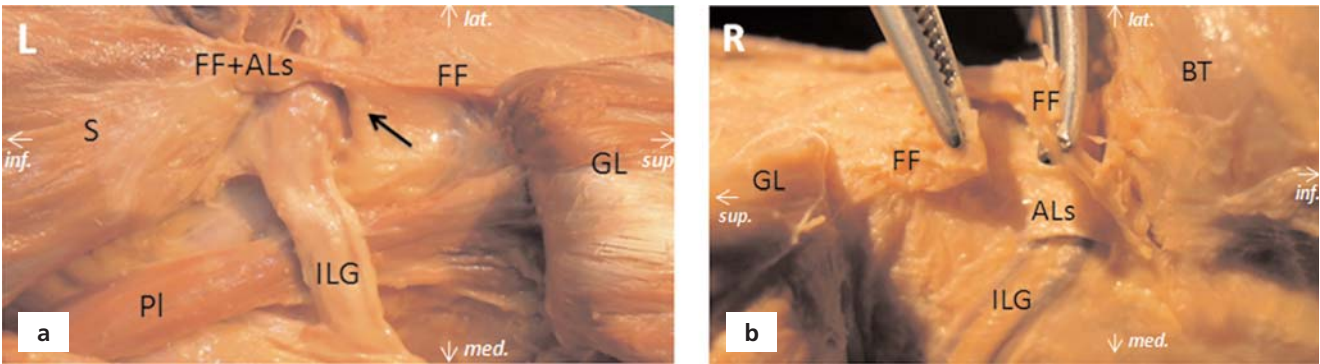 L
lat.
FF+ALs
FF
S
inf.
sup
GL
ILG
Pl
a
med.
R
lat.
BT
FF
FF
GL
sup.
ALs
inf.
ILG
b
med.